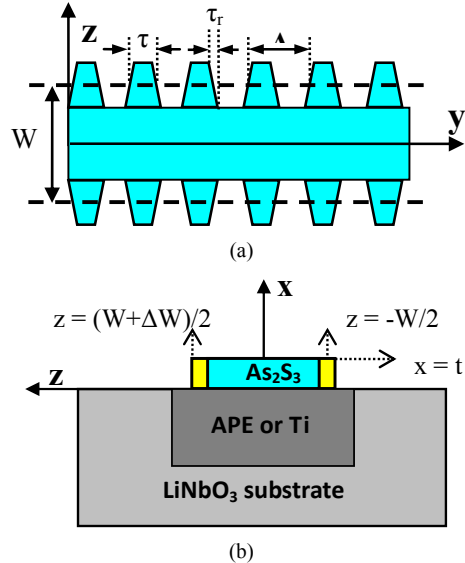 z
τ
τᵣ
Λ
W
y
(a)
x
z = (W+ΔW)/2
z = -W/2
As₂S₃
x = t
z
APE or Ti
LiNbO₃ substrate
(b)